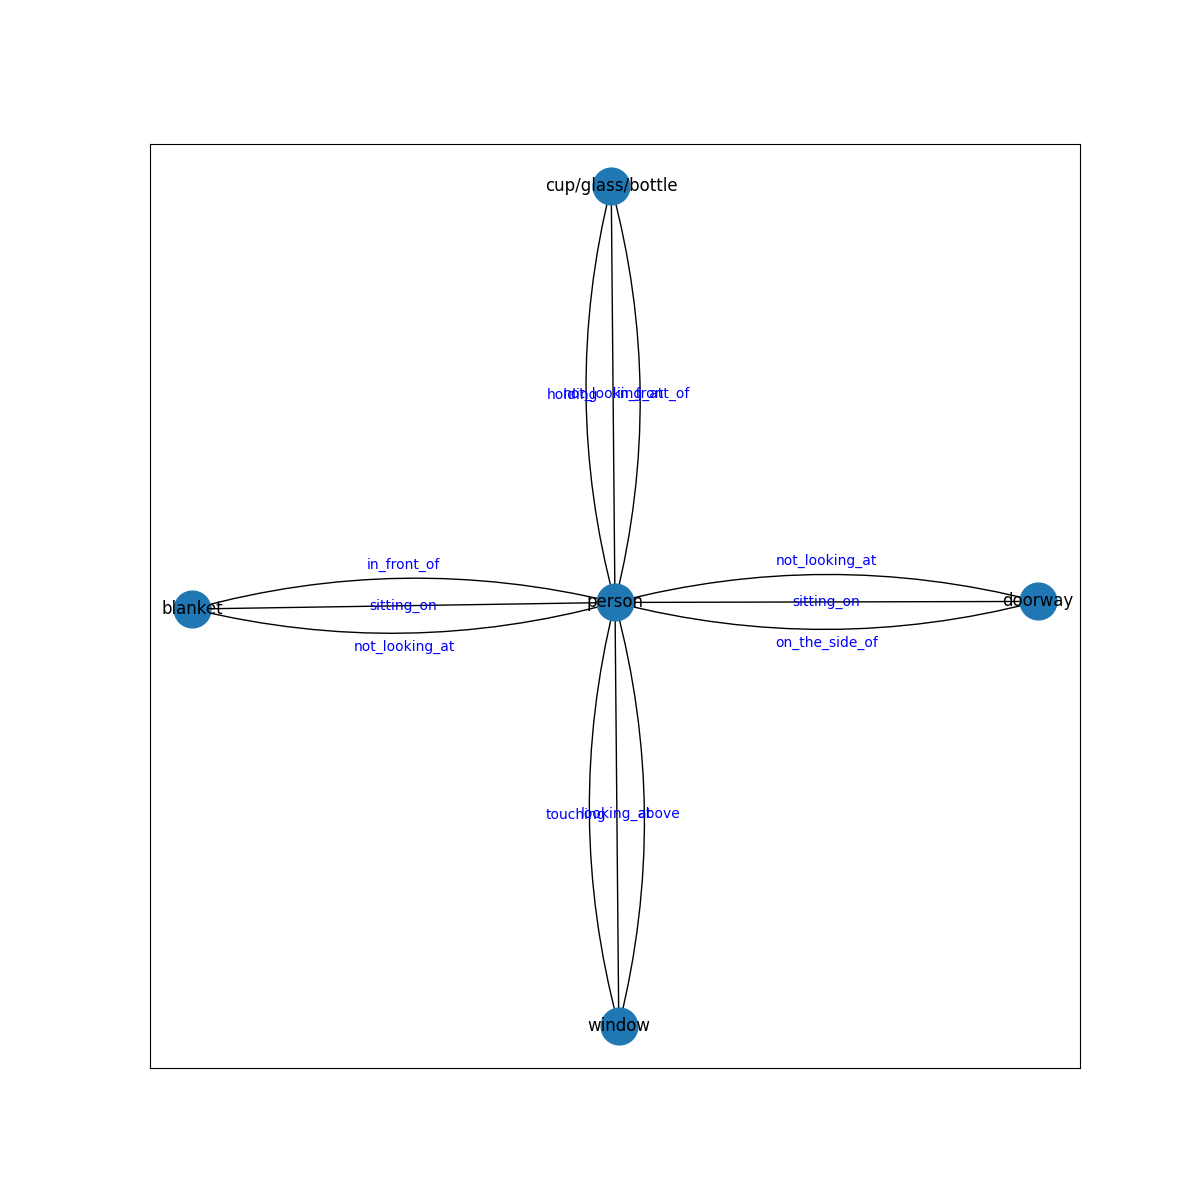 cup/glass/bottle
holding
not_looking_at
in_front_of
in_front_of
not_looking_at
sitting_on
sitting_on
blanket
person
doorway
not_looking_at
on_the_side_of
touching
looking_at
above
window